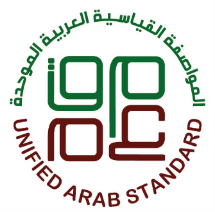 المواصفة القياسية العربية الموحدة
UNIFIED ARAB STANDARD